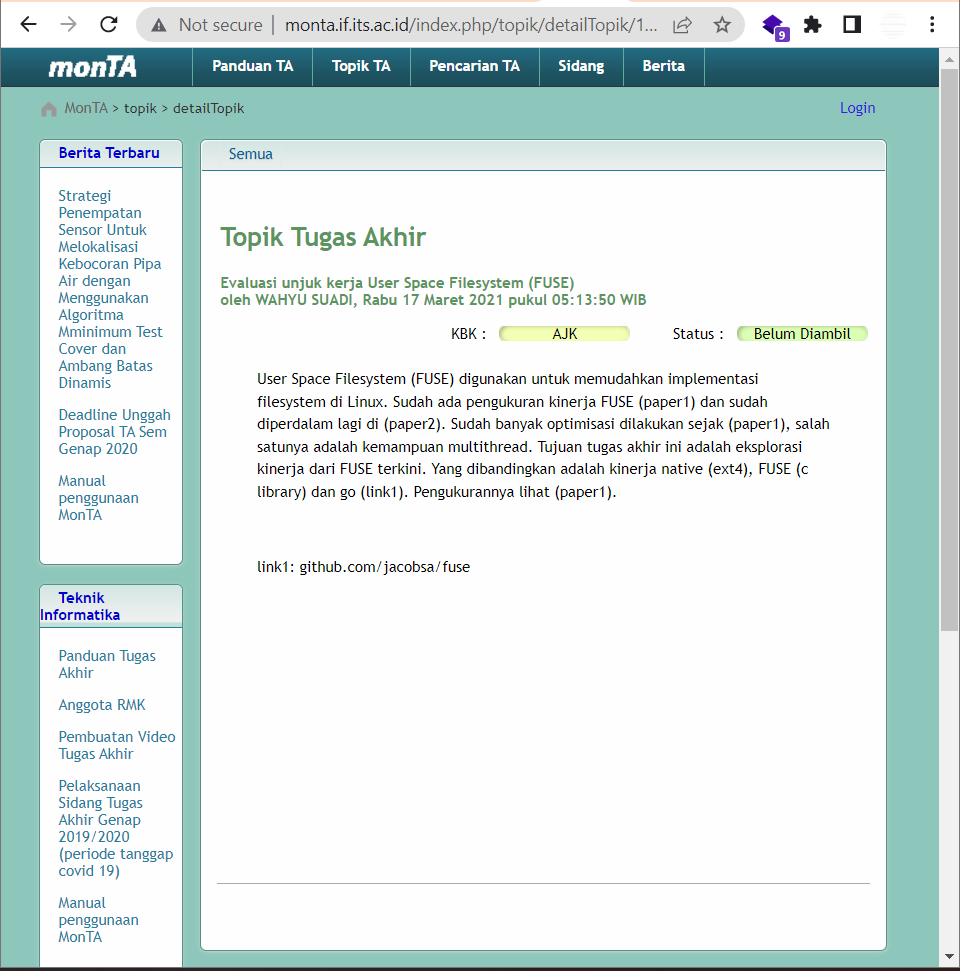 Not secure | monta.if.its.ac.id/index.php/topik/detailTopik/1...
9
monTA
Panduan TA
Topik TA
Pencarian TA
Sidang
Berita
MonTA > topik > detailTopik
Login
Berita Terbaru
Strategi
Penempatan
Sensor Untuk
Melokalisasi
Kebocoran Pipa
Air dengan
Menggunakan
Algoritma
Mminimum Test
Cover dan
Ambang Batas
Dinamis
Deadline Unggah
Proposal TA Sem
Genap 2020
Manual
penggunaan
MonTA
Teknik
Informatika
Panduan Tugas
Akhir
Anggota RMK
Pembuatan Video
Tugas Akhir
Pelaksanaan
Sidang Tugas
Akhir Genap
2019/2020
(periode tanggap
covid 19)
Manual
penggunaan
MonTA
Semua
Topik Tugas Akhir
Evaluasi unjuk kerja User Space Filesystem (FUSE)
oleh WAHYU SUADI, Rabu 17 Maret 2021 pukul 05:13:50 WIB
KBK : AJK Status : Belum Diambil
User Space Filesystem (FUSE) digunakan untuk memudahkan implementasi
filesystem di Linux. Sudah ada pengukuran kinerja FUSE (paper1) dan sudah
diperdalam lagi di (paper2). Sudah banyak optimisasi dilakukan sejak (paper1), salah
satunya adalah kemampuan multithread. Tujuan tugas akhir ini adalah eksplorasi
kinerja dari FUSE terkini. Yang dibandingkan adalah kinerja native (ext4), FUSE (c
library) dan go (link1). Pengukurannya lihat (paper1).
link1: github.com/jacobsa/fuse